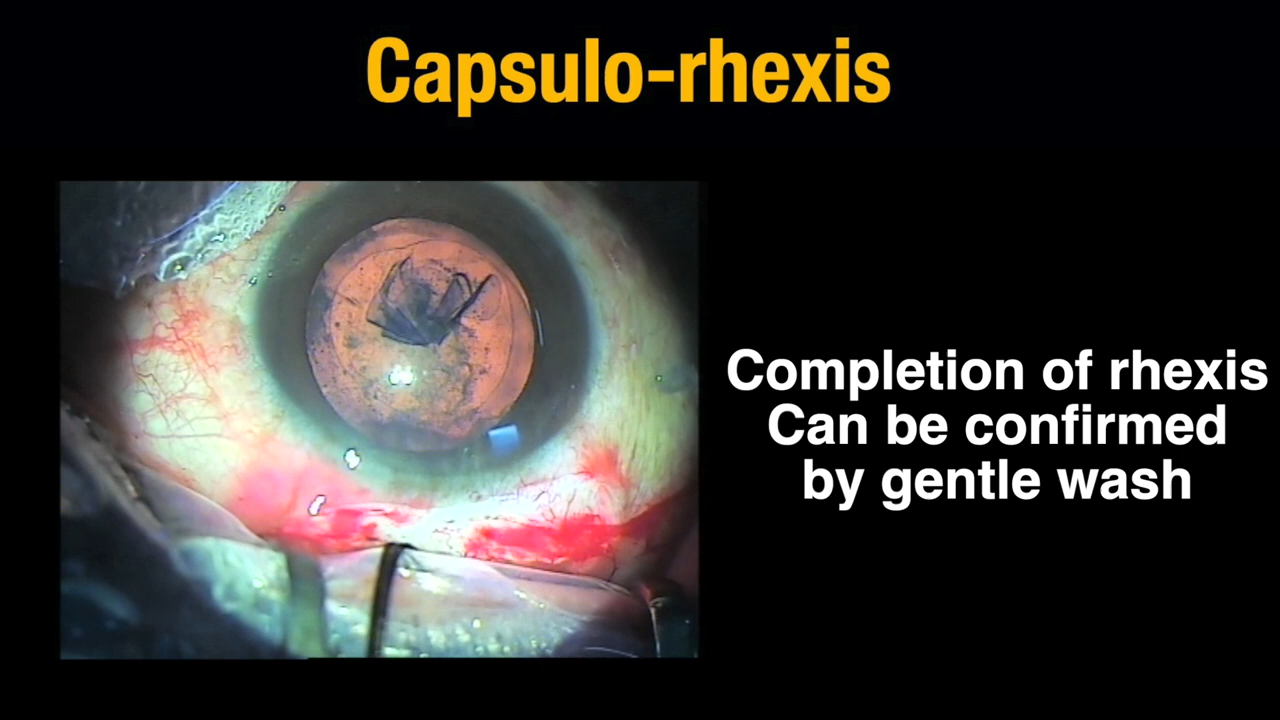 Capsulo-rhexis
Completion of rhexis
Can be confirmed
by gentle wash